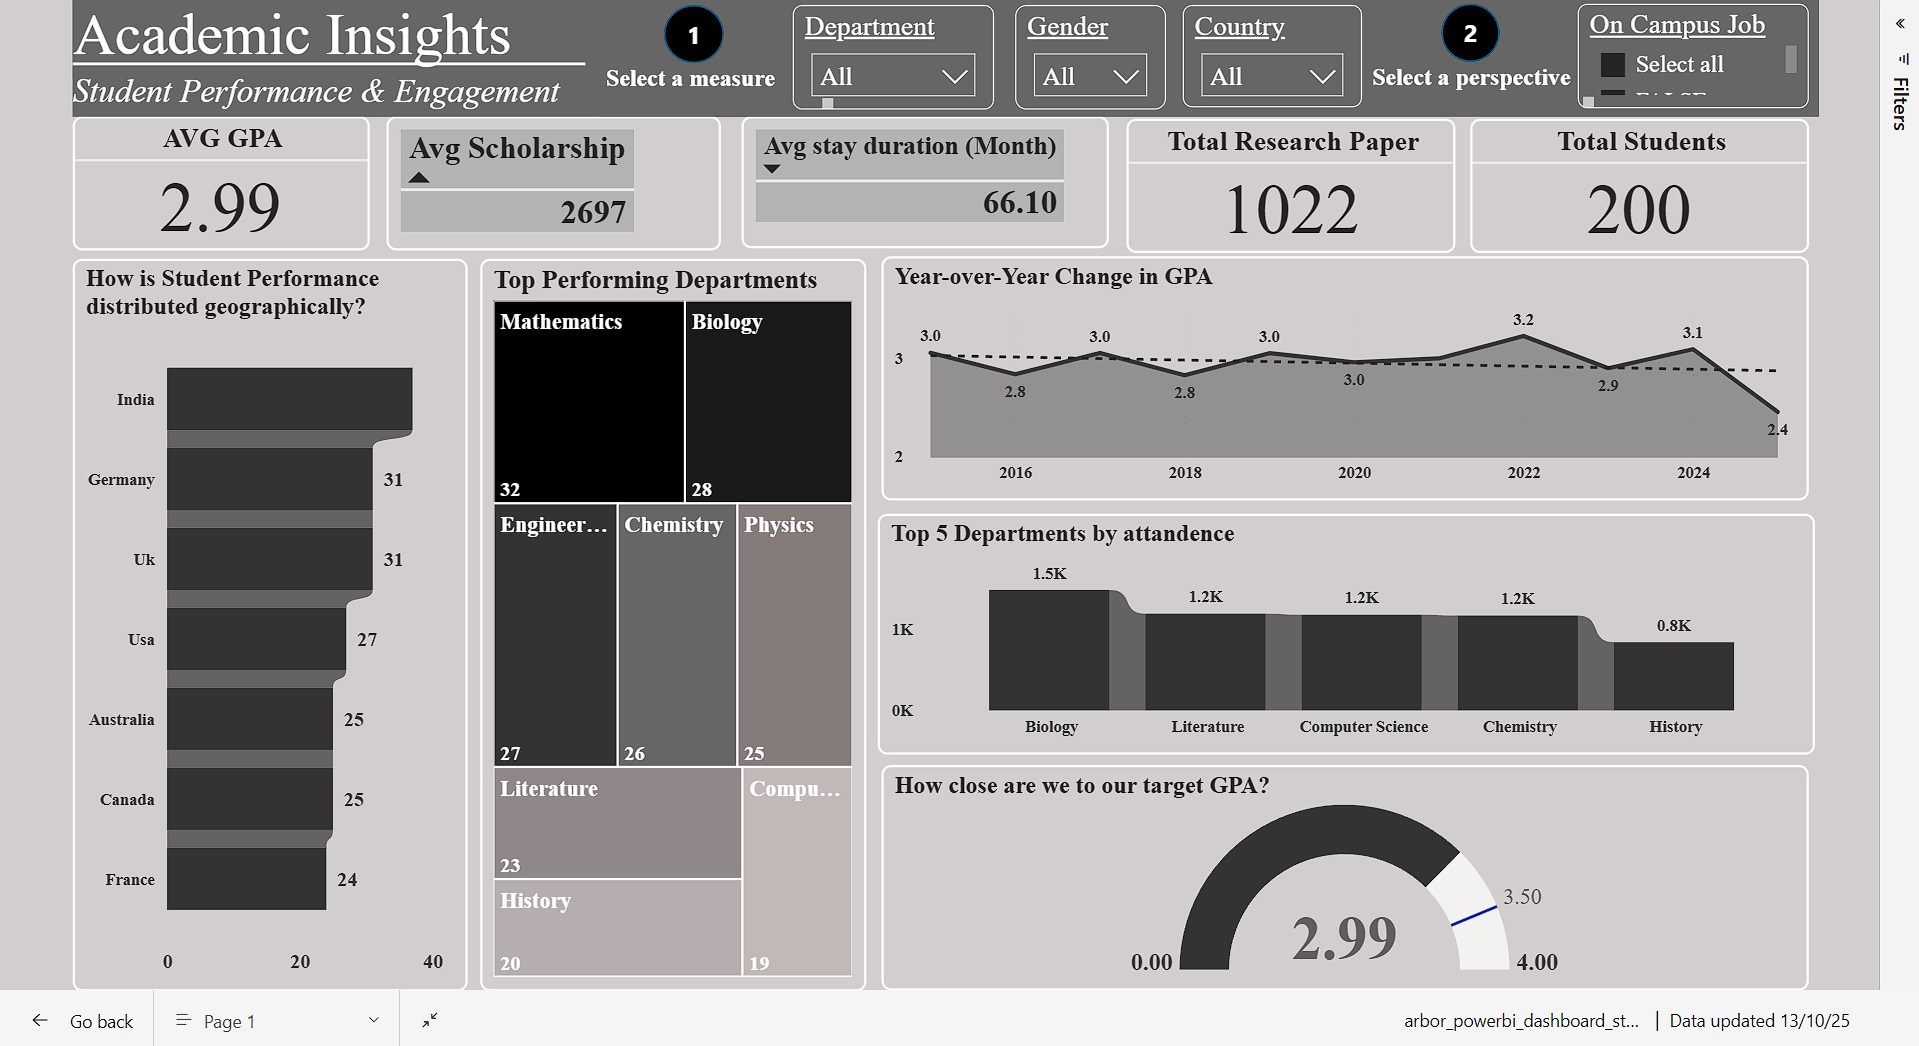 Academic Insights
Student Performance & Engagement
1
Select a measure
Department
All
Gender
All
Country
All
2
Select a perspective
On Campus Job
Select all
Filters
AVG GPA
2.99
Avg Scholarship
2697
Avg stay duration (Month)
66.10
Total Research Paper
1022
Total Students
200
How is Student Performance
distributed geographically?
India
Germany
31
Uk
31
Usa
27
Australia
25
Canada
25
France
24
0
20
40
Top Performing Departments
Mathematics
32
Biology
28
Engineer...
27
Chemistry
26
Physics
25
Literature
23
Compu...
19
History
20
Year-over-Year Change in GPA
3
2
3.0
2.8
3.0
2.8
3.0
3.0
3.2
2.9
3.1
2.4
2016
2018
2020
2022
2024
Top 5 Departments by attandence
1K
0K
1.5K
1.2K
1.2K
1.2K
0.8K
Biology
Literature
Computer Science
Chemistry
History
How close are we to our target GPA?
3.50
2.99
0.00
4.00
Go back
Page 1
arbor_powerbi_dashboard_st...
| Data updated 13/10/25